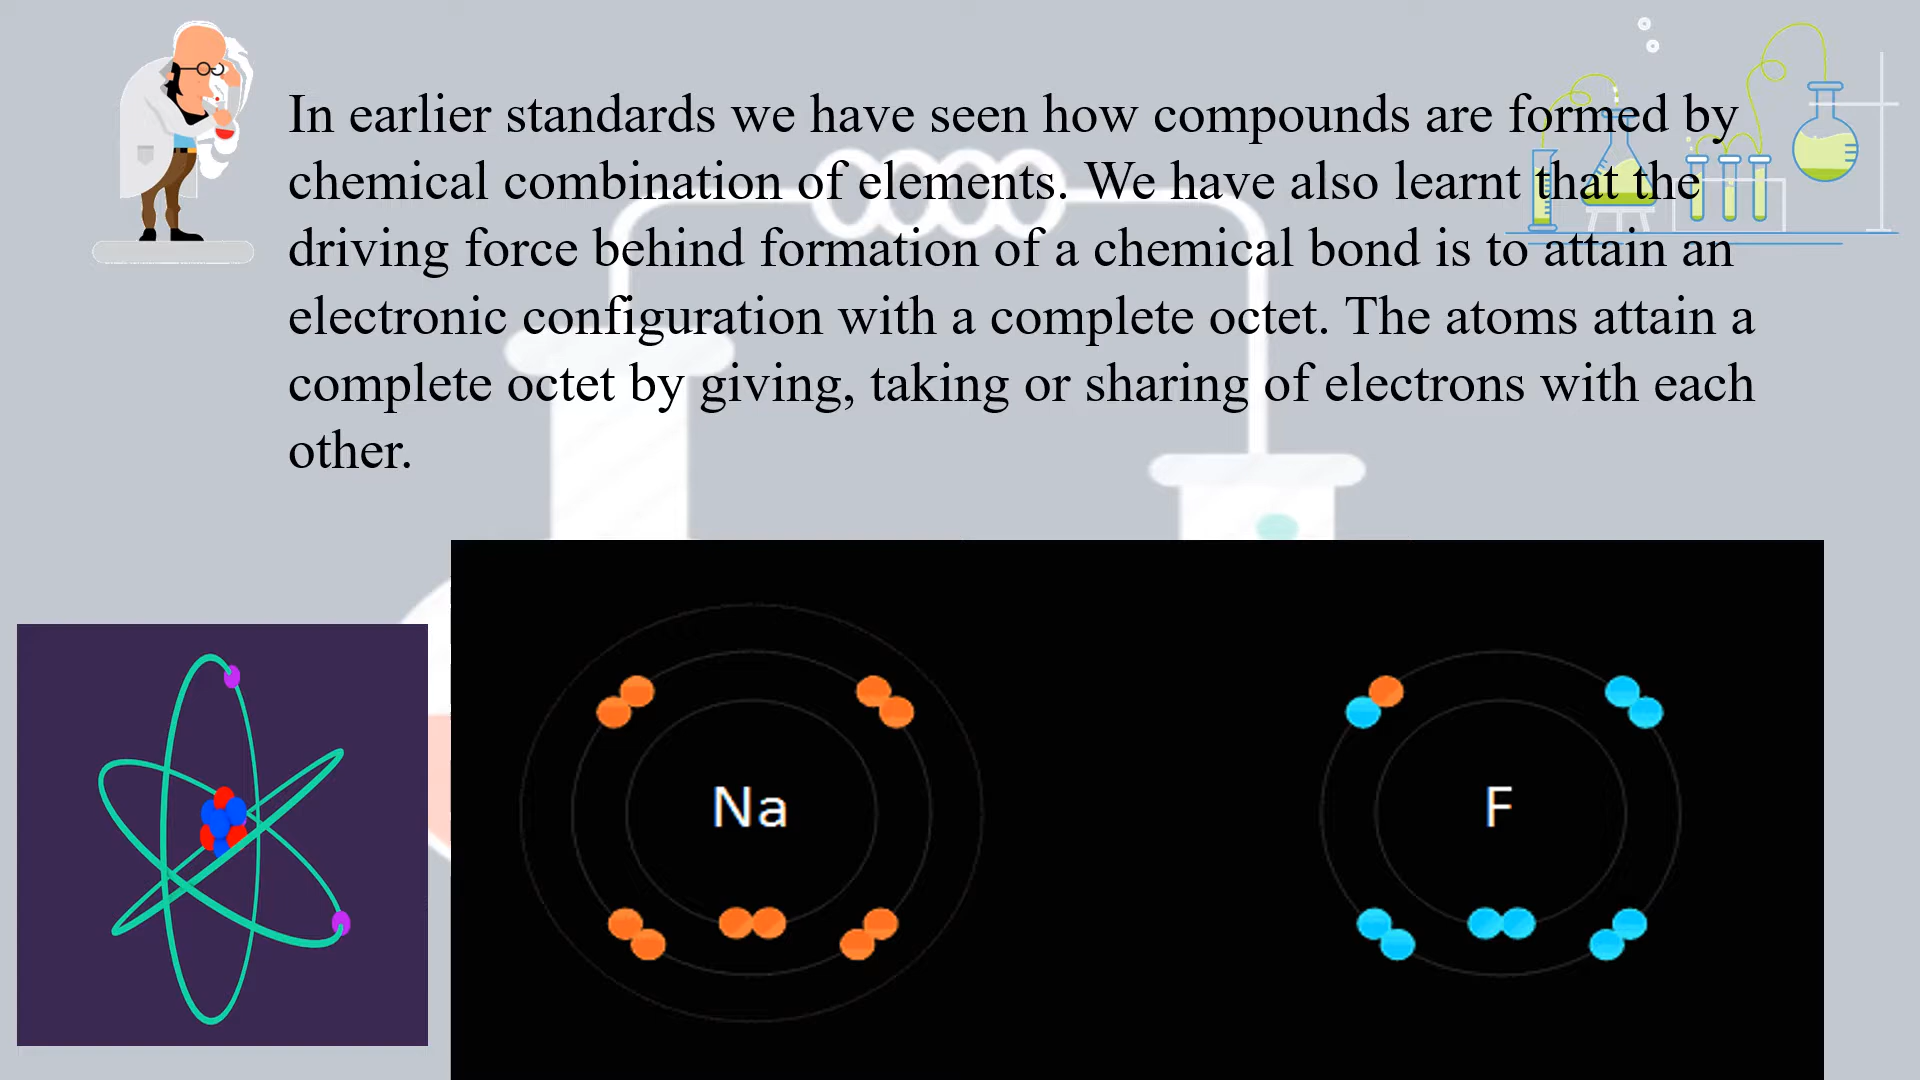 In earlier standards we have seen how compounds are formed by
chemical combination of elements. We have also learnt that the
driving force behind formation of a chemical bond is to attain an
electronic configuration with a complete octet. The atoms attain a
complete octet by giving, taking or sharing of electrons with each
other.
Na
F